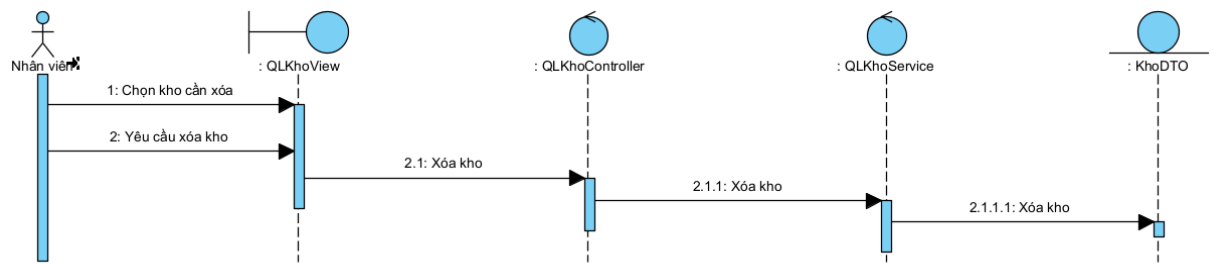 Nhân viên
: QLKhoView
: QLKhoController
: QLKhoService
: KhoDTO
1: Chọn kho cần xóa
2: Yêu cầu xóa kho
2.1: Xóa kho
2.1.1: Xóa kho
2.1.1.1: Xóa kho